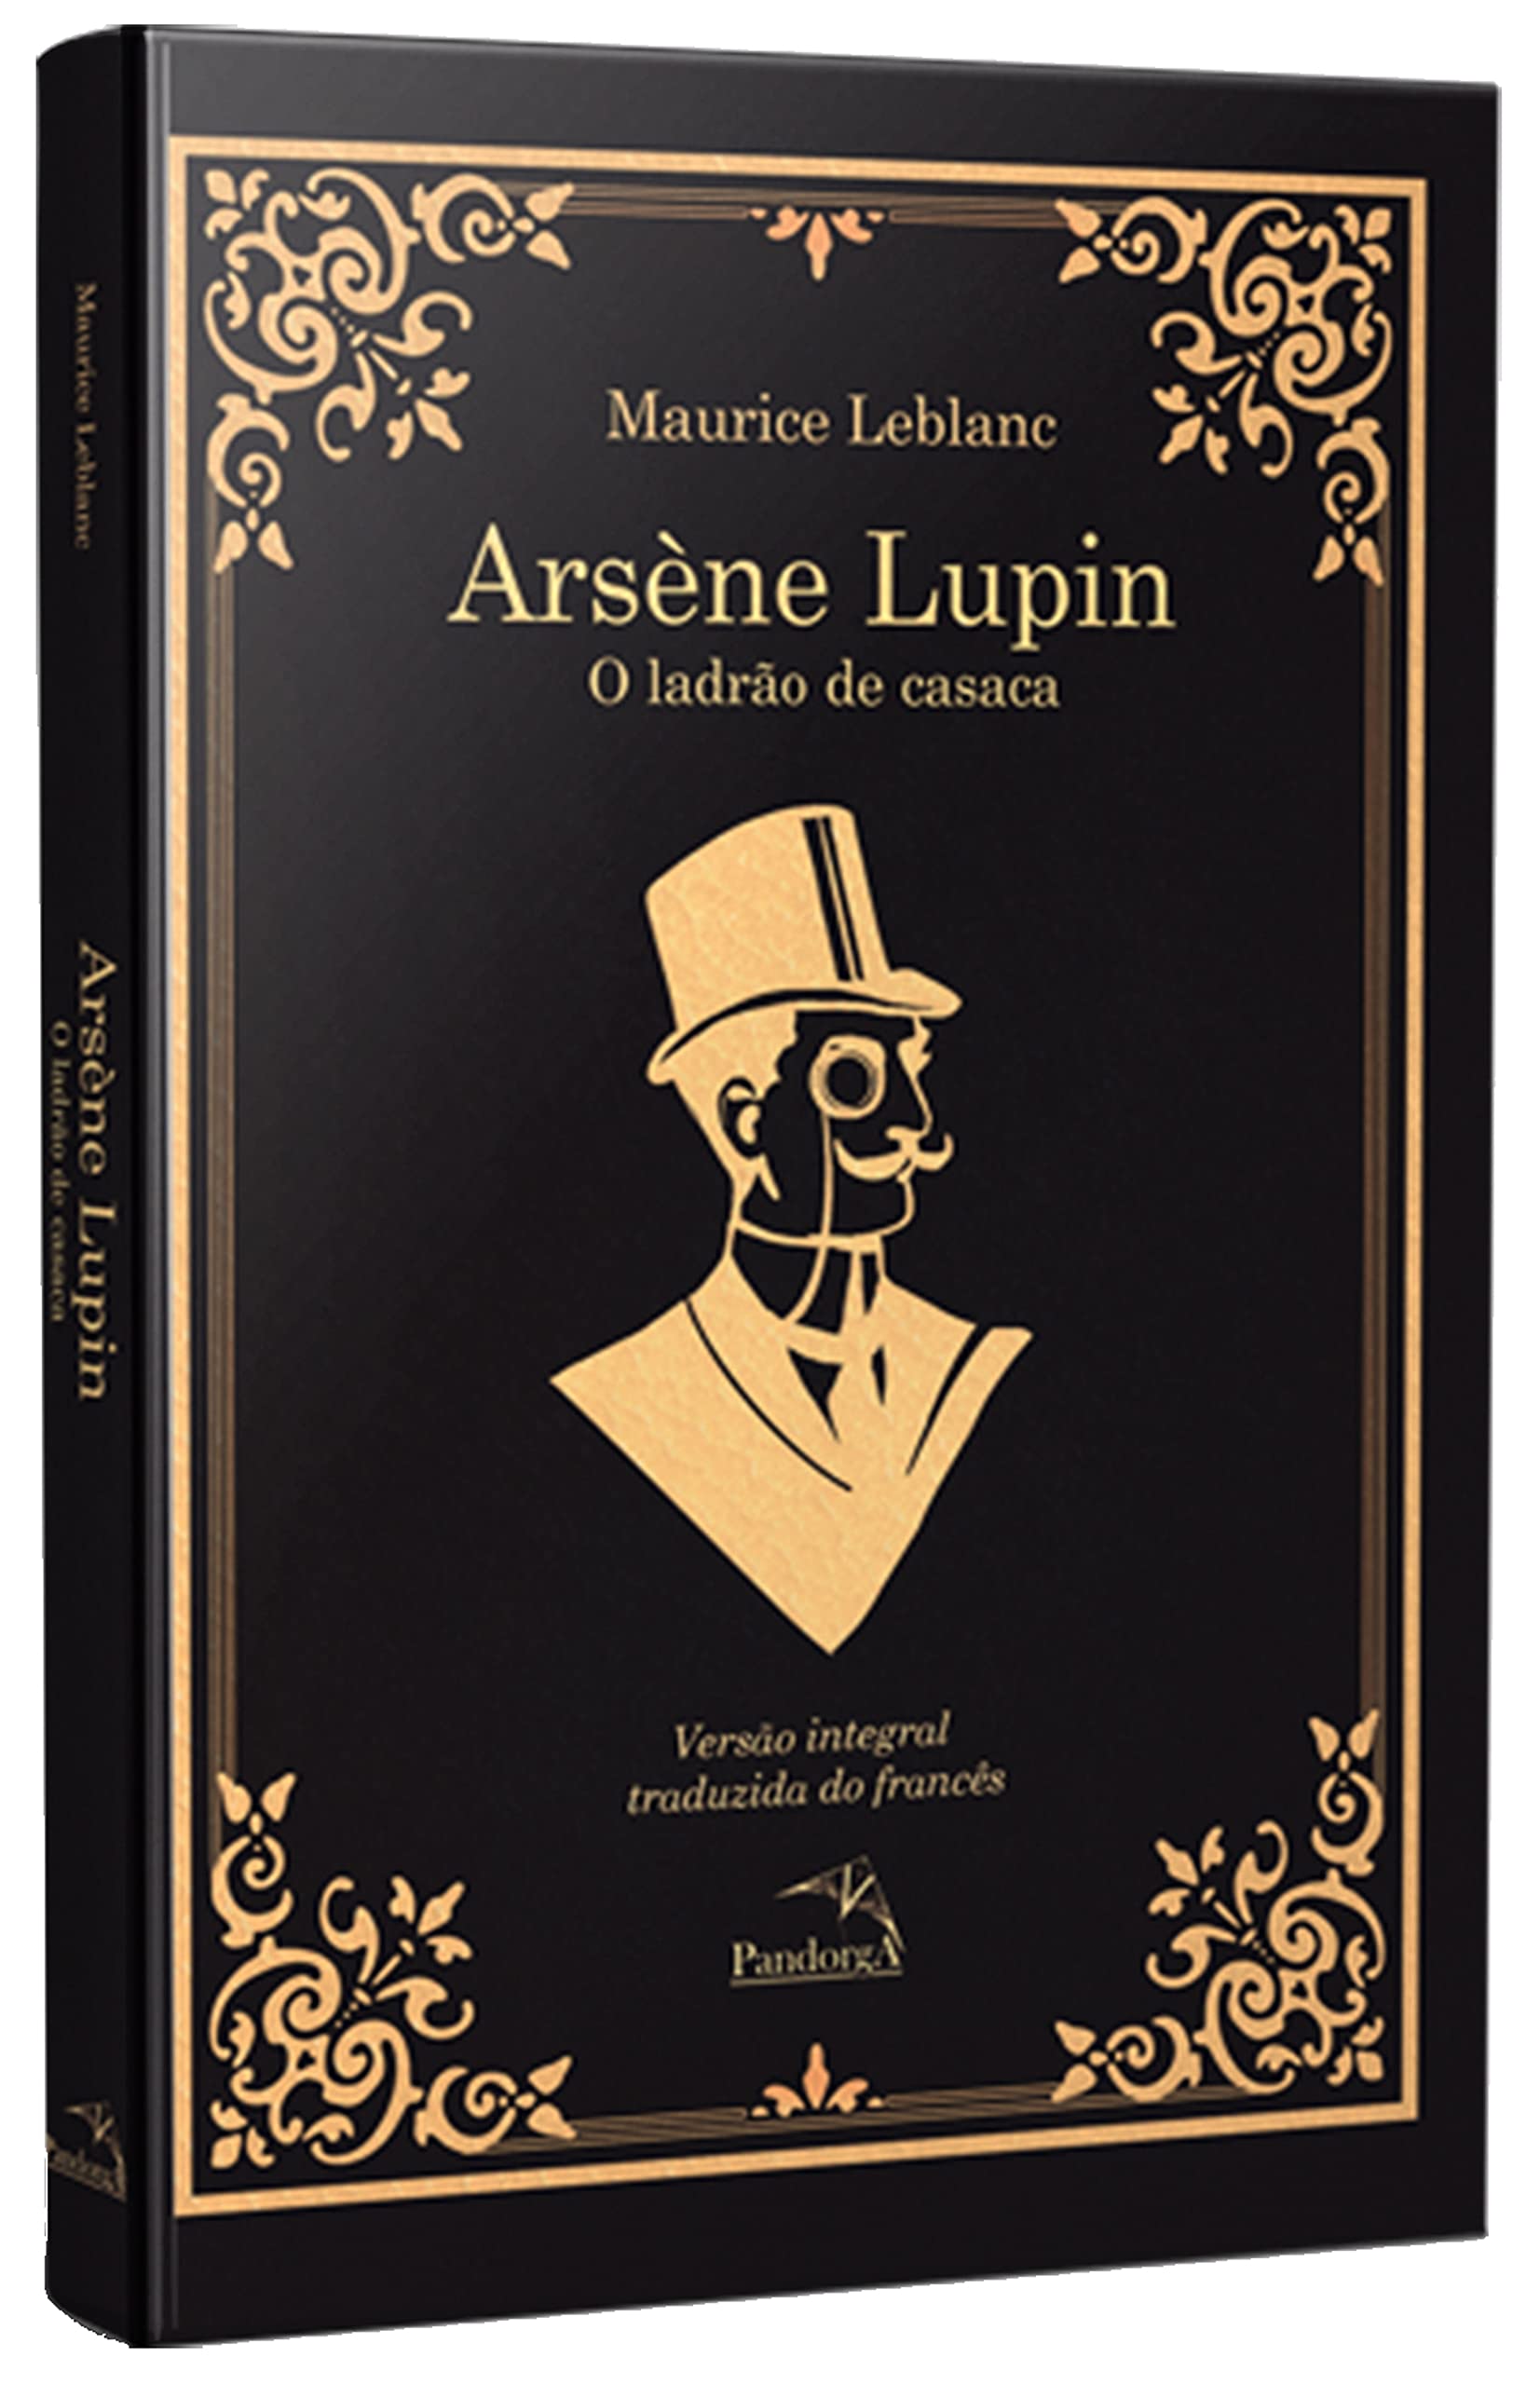 Maurice Leblanc
Arsène Lupin
O ladrão de casaca
Versão integral
traduzida do francês
PandorgA
Maurice Leblanc
Arsène Lupin
O ladrão de casaca
PandorgA